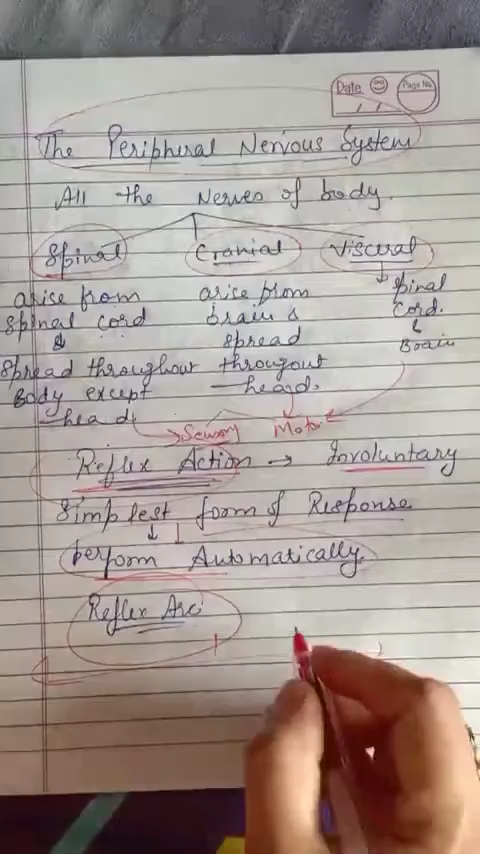 Date
Page No.
The Peripheral Nervous System
All the Nerves of body.
Spinal Cranial Visceral
arise from
spinal cord
&
spread throughout
Body except
head.
arise from
brain &
spread
througout
head.
Spinal
Cord.
&
Brain
Sensory Motor
Reflex Action → Involuntary
Simplest form of Response
perform Automatically.
Reflex Arc